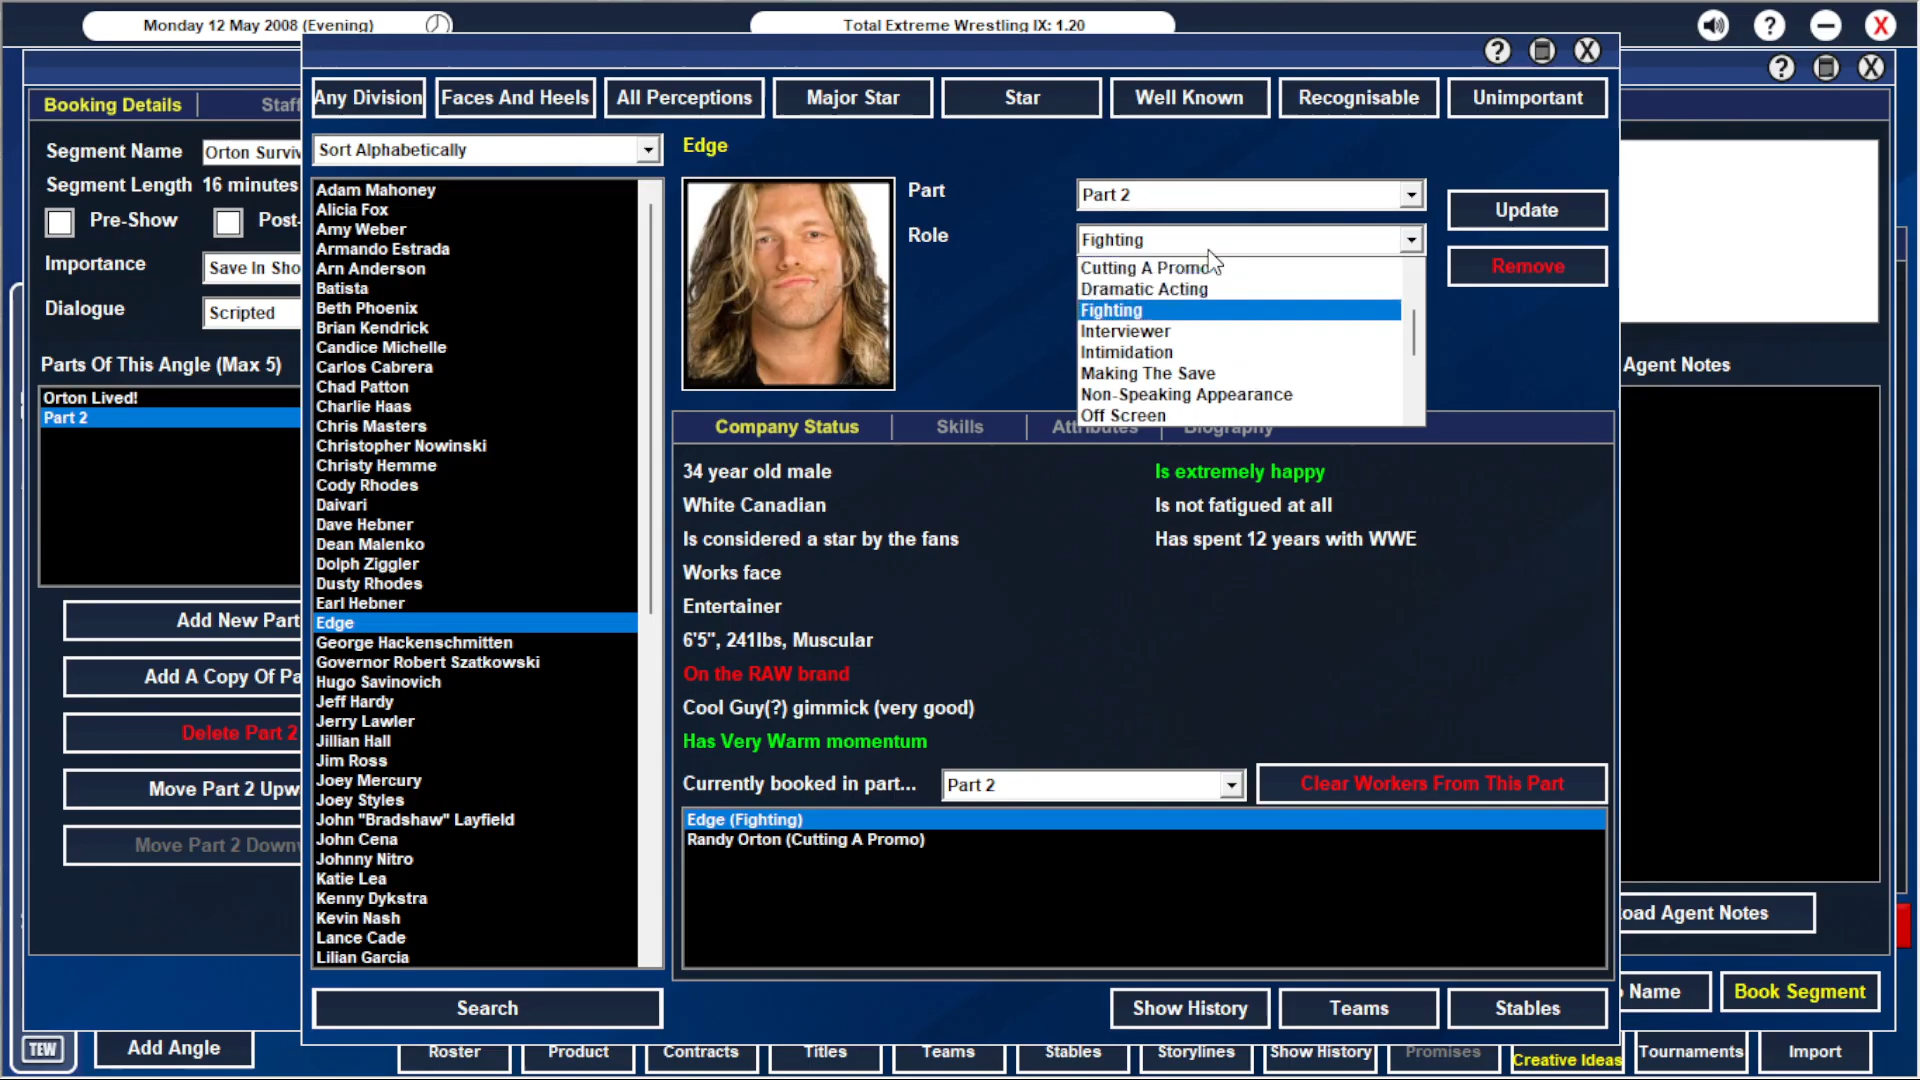 Monday 12 May 2008 (Evening)
Total Extreme Wrestling IX: 1.20
Booking Details
Staff
Segment Name
Orton Surviv
Segment Length
16 minutes
Pre-Show
Post-
Importance
Save In Sho
Dialogue
Scripted
Parts Of This Angle (Max 5)
Orton Lived!
Part 2
Add New Part
Add A Copy Of Pa
Delete Part 2
Move Part 2 Upw
Move Part 2 Downw
Any Division
Faces And Heels
All Perceptions
Major Star
Star
Well Known
Recognisable
Unimportant
Sort Alphabetically
Adam Mahoney
Alicia Fox
Amy Weber
Armando Estrada
Arn Anderson
Batista
Beth Phoenix
Brian Kendrick
Candice Michelle
Carlos Cabrera
Chad Patton
Charlie Haas
Chris Masters
Christopher Nowinski
Christy Hemme
Cody Rhodes
Daivari
Dave Hebner
Dean Malenko
Dolph Ziggler
Dusty Rhodes
Earl Hebner
Edge
George Hackenschmitten
Governor Robert Szatkowski
Hugo Savinovich
Jeff Hardy
Jerry Lawler
Jillian Hall
Jim Ross
Joey Mercury
Joey Styles
John "Bradshaw" Layfield
John Cena
Johnny Nitro
Katie Lea
Kenny Dykstra
Kevin Nash
Lance Cade
Lilian Garcia
Search
Edge
Part
Part 2
Update
Role
Fighting
Remove
Cutting A Promo
Dramatic Acting
Fighting
Interviewer
Intimidation
Making The Save
Non-Speaking Appearance
Off Screen
Company Status
Skills
Attributes
Biography
34 year old male
White Canadian
Is considered a star by the fans
Works face
Entertainer
6'5", 241lbs, Muscular
On the RAW brand
Cool Guy(?) gimmick (very good)
Has Very Warm momentum
Is extremely happy
Is not fatigued at all
Has spent 12 years with WWE
Currently booked in part...
Part 2
Clear Workers From This Part
Edge (Fighting)
Randy Orton (Cutting A Promo)
Show History
Teams
Stables
Agent Notes
oad Agent Notes
Name
Book Segment
TEW
Add Angle
Roster
Product
Contracts
Titles
Teams
Stables
Storylines
Show History
Promises
Creative Ideas
Tournaments
Import